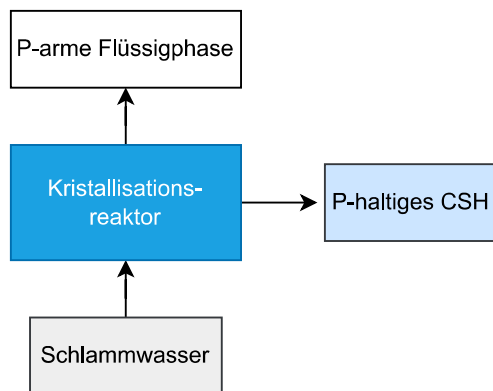 P-arme Flüssigphase
Kristallisations-
reaktor
P-haltiges CSH
Schlammwasser